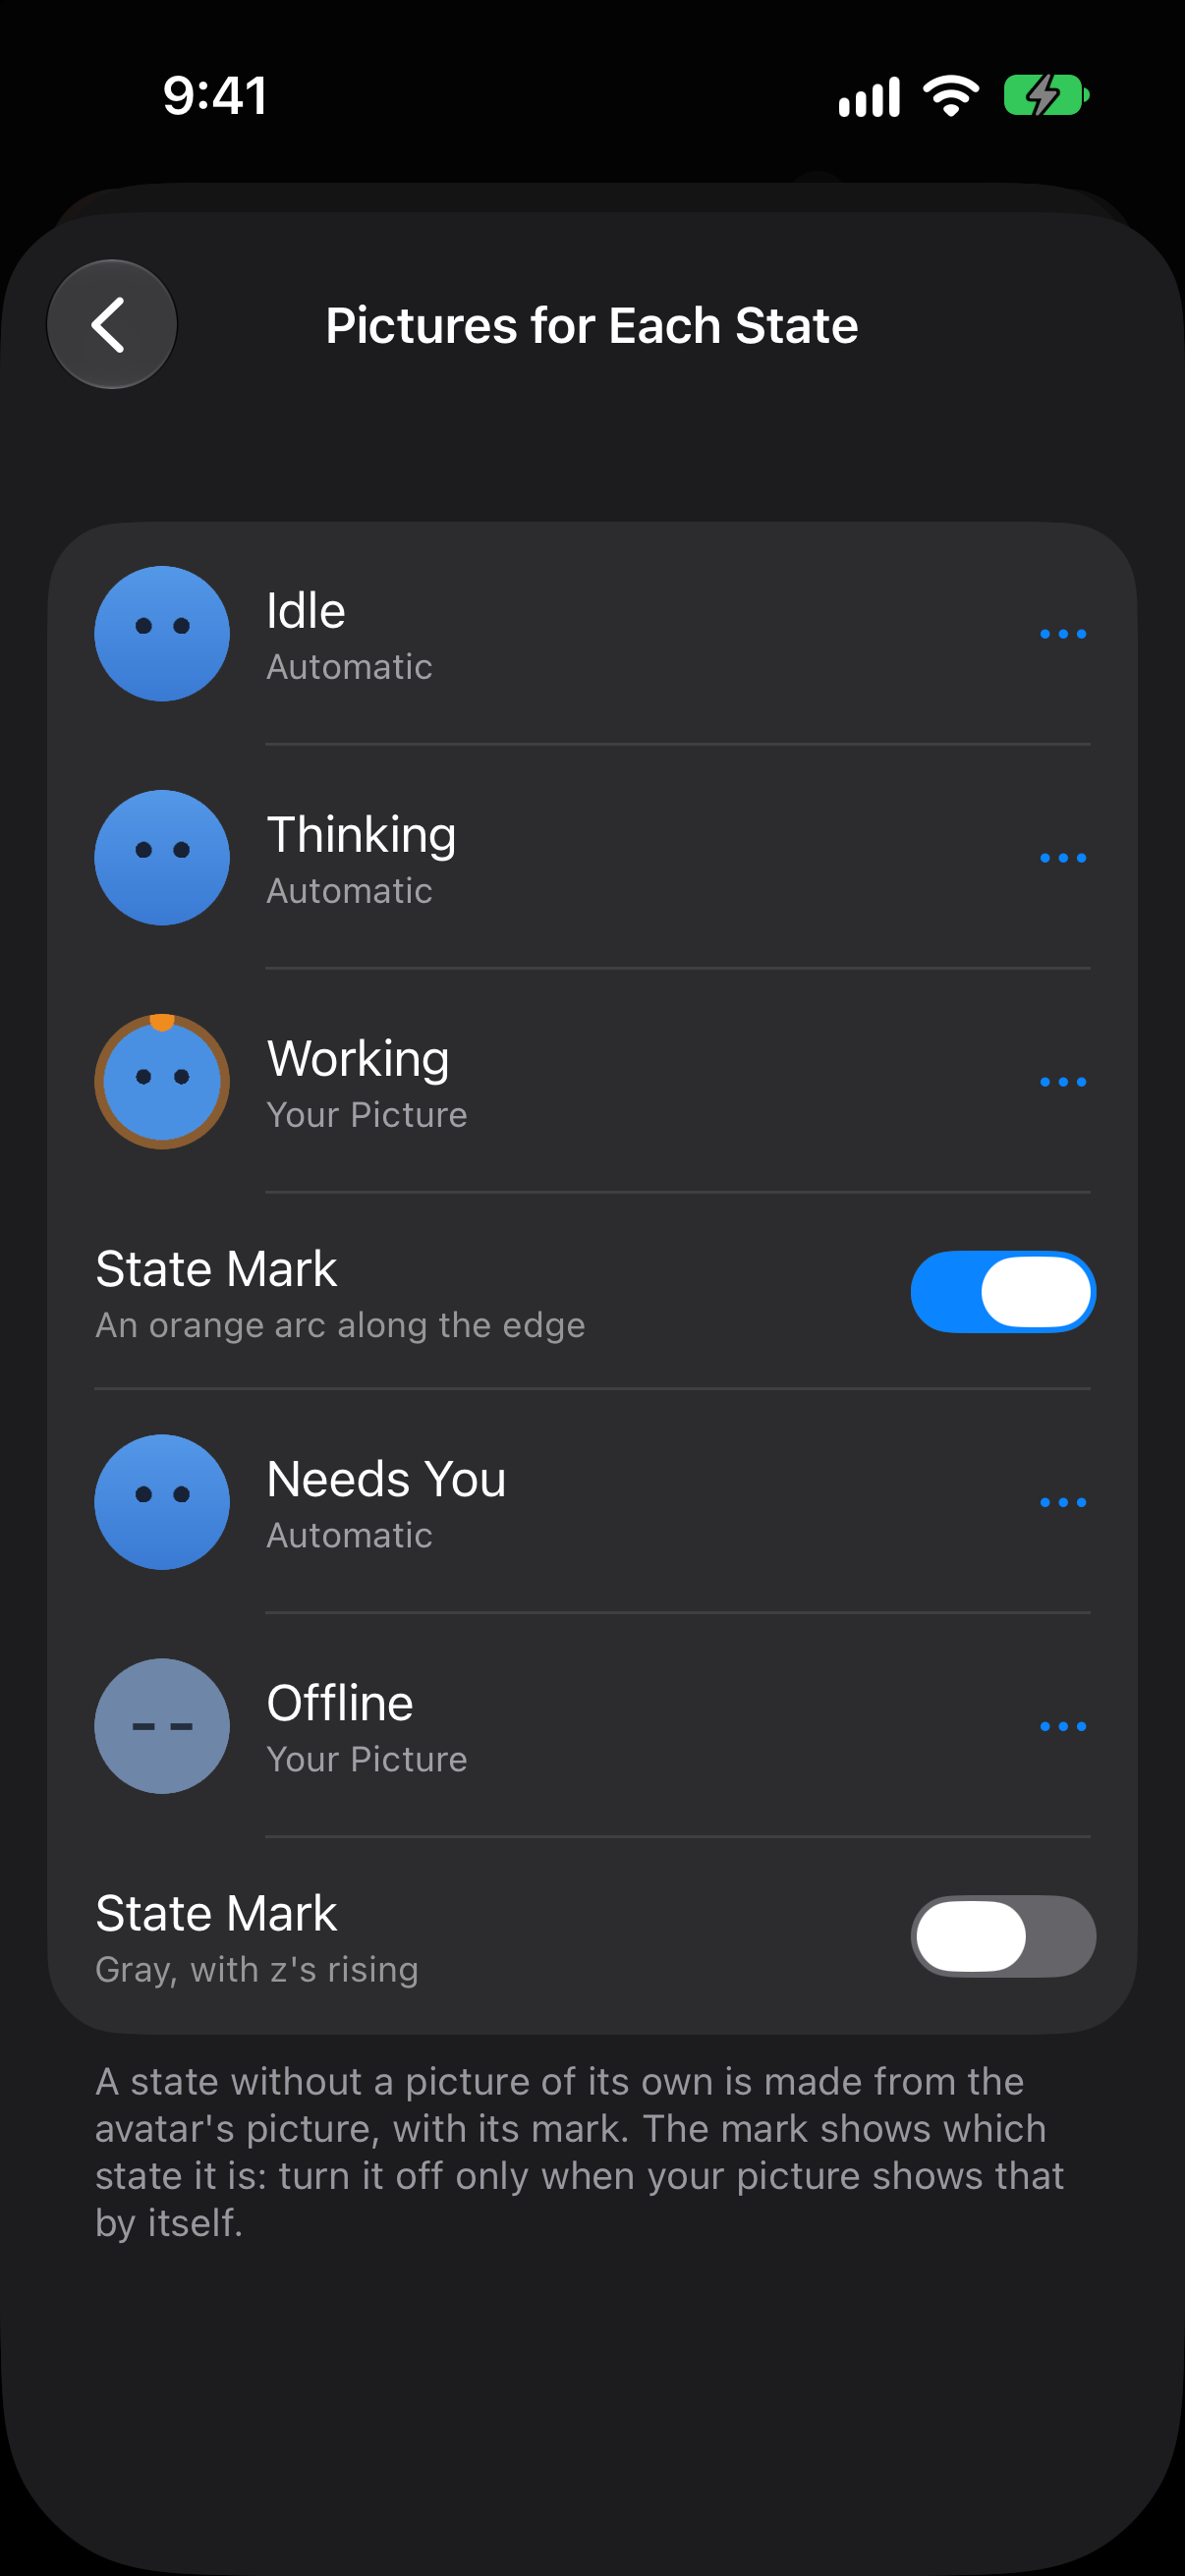 9:41
Pictures for Each State
Idle
Automatic
Thinking
Automatic
Working
Your Picture
State Mark
An orange arc along the edge
Needs You
Automatic
Offline
Your Picture
State Mark
Gray, with z's rising
A state without a picture of its own is made from the
avatar's picture, with its mark. The mark shows which
state it is: turn it off only when your picture shows that
by itself.